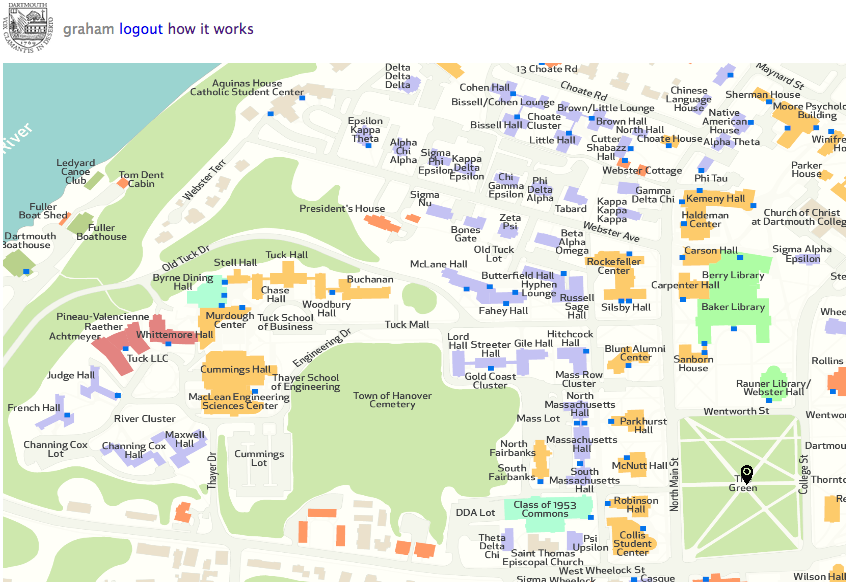 DARTMOUTH
VOX CLAMANTIS IN DESERTO
1769
graham logout how it works
Delta
Delta
Delta
13 Choate Rd
Maynard St
Aquinas House
Catholic Student Center
Cohen Hall
Choate Rd
Chinese
Language
House
Sherman House
Bissell/Cohen Lounge
Brown/Little Lounge
Moore Psycholo
Building
Epsilon
Kappa
Theta
Bissell Hall
Choate
Cluster
Brown Hall
North Hall
Native
American
House
River
Little Hall
Cutter
Shabazz
Hall
Choate House
Alpha Theta
Winifre
Ho
Alpha
Chi
Alpha
Sigma
Phi
Epsilon
Kappa
Delta
Epsilon
Ledyard
Canoe
Club
Tom Dent
Cabin
Webster Terr
Webster Cottage
Parker
House
Phi Tau
Chi
Gamma
Epsilon
Phi
Delta
Alpha
Gamma
Delta Chi
Kemeny Hall
Sigma
Nu
Fuller
Boat Shed
President's House
Tabard
Kappa
Kappa
Kappa
Haldeman
Center
Church of Christ
at Dartmouth Colleg
Fuller
Boathouse
Zeta
Psi
Bones
Gate
Webster Ave
Dartmouth
Boathouse
Beta
Alpha
Omega
Old Tuck Dr
Old Tuck
Lot
Carson Hall
Sigma Alpha
Epsilon
Tuck Hall
Stell Hall
McLane Hall
Rockefeller
Center
Byrne Dining
Hall
Buchanan
Butterfield Hall
Berry Library
Ste
Chase
Hall
Hyphen
Lounge
Carpenter Hall
Woodbury
Hall
Russell
Sage
Hall
Fahey Hall
Silsby Hall
Baker Library
Pineau-Valencienne
Raether
Achtmeyer
Murdough
Center
Tuck School
of Business
Tuck Mall
Whee
Whittemore Hall
Engineering Dr
Lord
Hall
Streeter
Hall
Gile Hall
Hitchcock
Hall
Tuck LLC
Blunt Alumni
Center
Sanborn
House
Rollins
Judge Hall
Cummings Hall
Thayer School
of Engineering
Gold Coast
Cluster
Mass Row
Cluster
Rauner Library/
Webster Hall
French Hall
MacLean Engineering
Sciences Center
Town of Hanover
Cemetery
North
Massachusetts
Hall
Wentworth St
Wentwo
River Cluster
Mass Lot
Parkhurst
Hall
Channing Cox
Lot
Channing Cox
Hall
Maxwell
Hall
Massachusetts
Hall
Dartmou
North
Fairbanks
Cummings
Lot
McNutt Hall
Thayer Dr
South
Fairbanks
South
Massachusetts
Hall
North Main St
The
Green
College St
Thornto
Class of 1953
Commons
Robinson
Hall
Re
DDA Lot
Theta
Delta
Chi
Psi
Upsilon
Collis
Student
Center
Saint Thomas
Episcopal Church
West Wheelock St
Sigma Wheelock
Casque
Wilson Hall